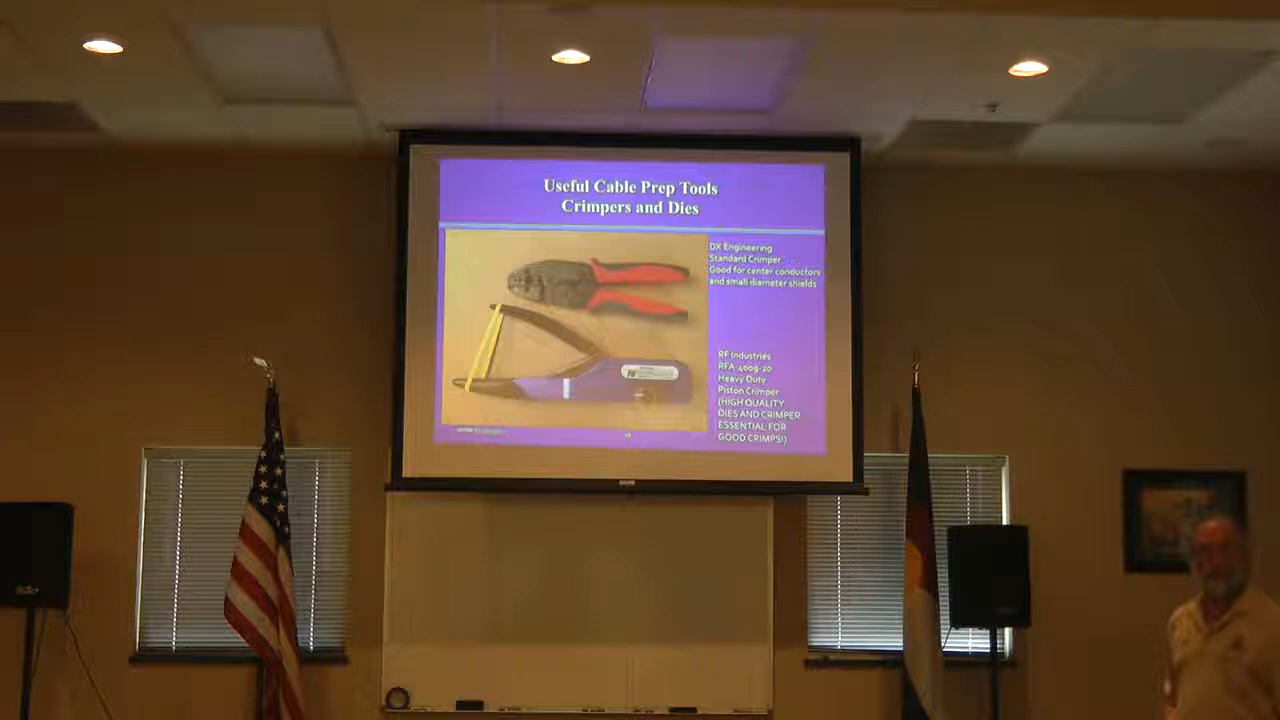 Useful Cable Prep Tools
Crimpers and Dies
DX Engineering
Standard Crimper
Good for center conductors
and small diameter shields
RF Industries
RFA-4009-20
Heavy Duty
Piston Crimper
(HIGH QUALITY
DIES AND CRIMPER
ESSENTIAL FOR
GOOD CRIMPS!)